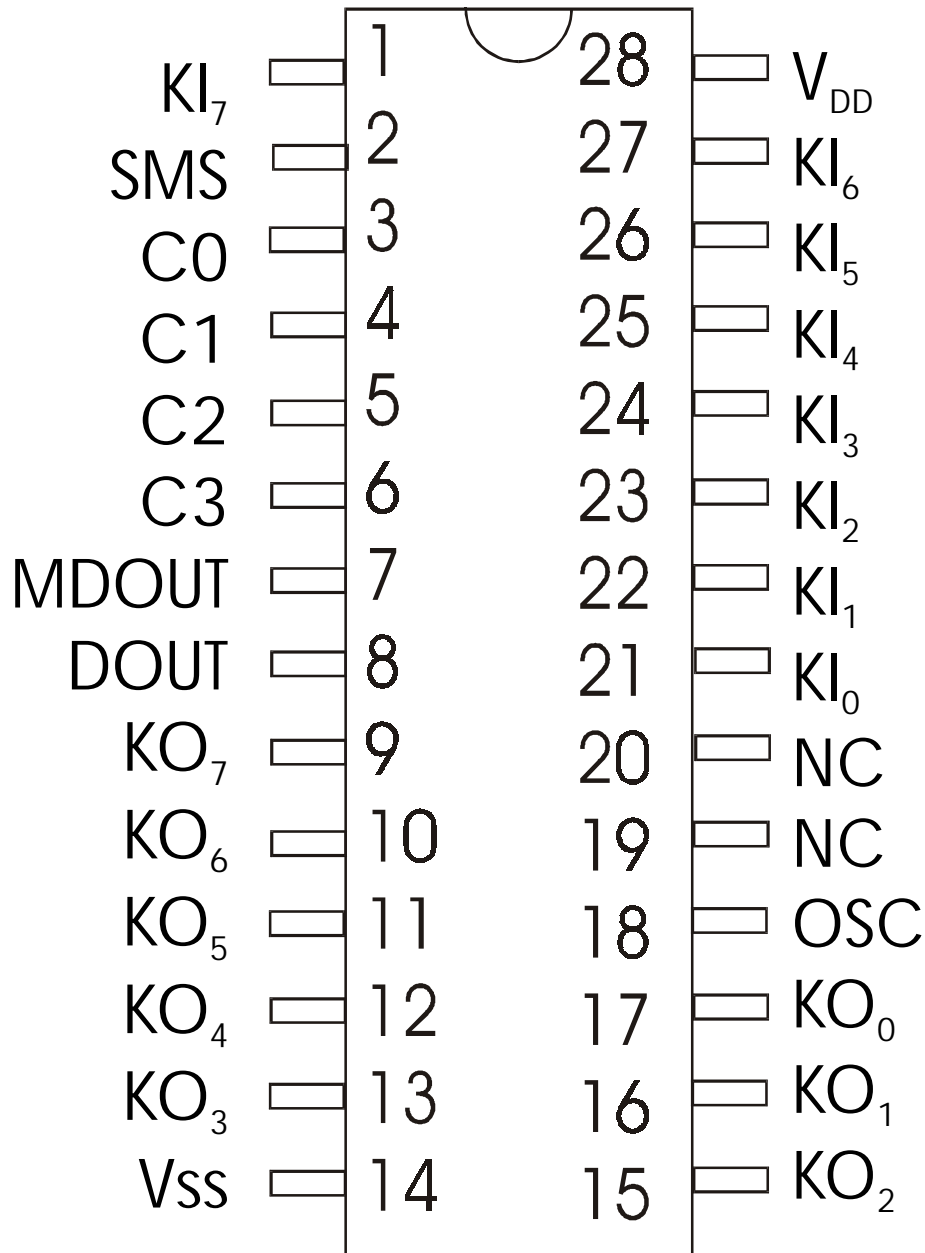 KI₇ 1 28 V_DD
SMS 2 27 KI₆
C0 3 26 KI₅
C1 4 25 KI₄
C2 5 24 KI₃
C3 6 23 KI₂
MDOUT 7 22 KI₁
DOUT 8 21 KI₀
KO₇ 9 20 NC
KO₆ 10 19 NC
KO₅ 11 18 OSC
KO₄ 12 17 KO₀
KO₃ 13 16 KO₁
Vss 14 15 KO₂